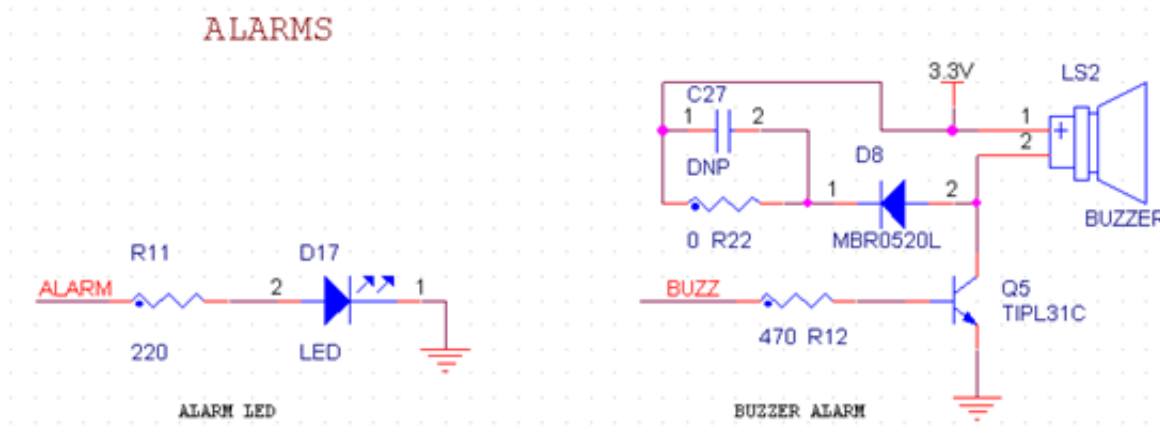 ALARMS
3.3V
LS2
C27
1 2
1
2
DNP
D8
1 2
0 R22
MBR0520L
BUZZER
R11
D17
ALARM
2
1
BUZZ
Q5
TIPL31C
220
LED
470 R12
ALARM LED
BUZZER ALARM